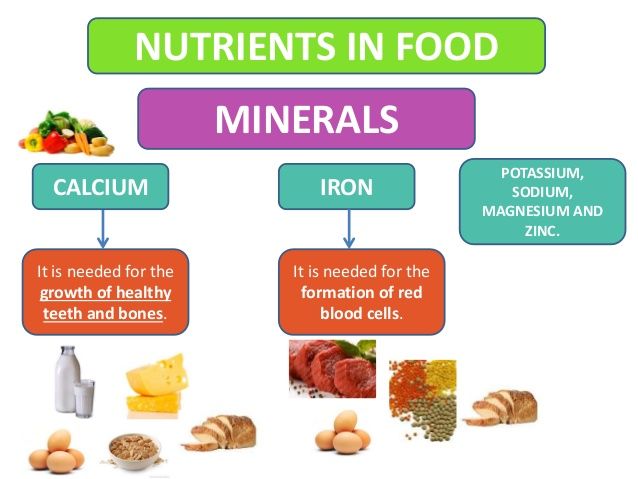 NUTRIENTS IN FOOD
MINERALS
CALCIUM
IRON
POTASSIUM,
SODIUM,
MAGNESIUM AND
ZINC.
It is needed for the
growth of healthy
teeth and bones.
It is needed for the
formation of red
blood cells.